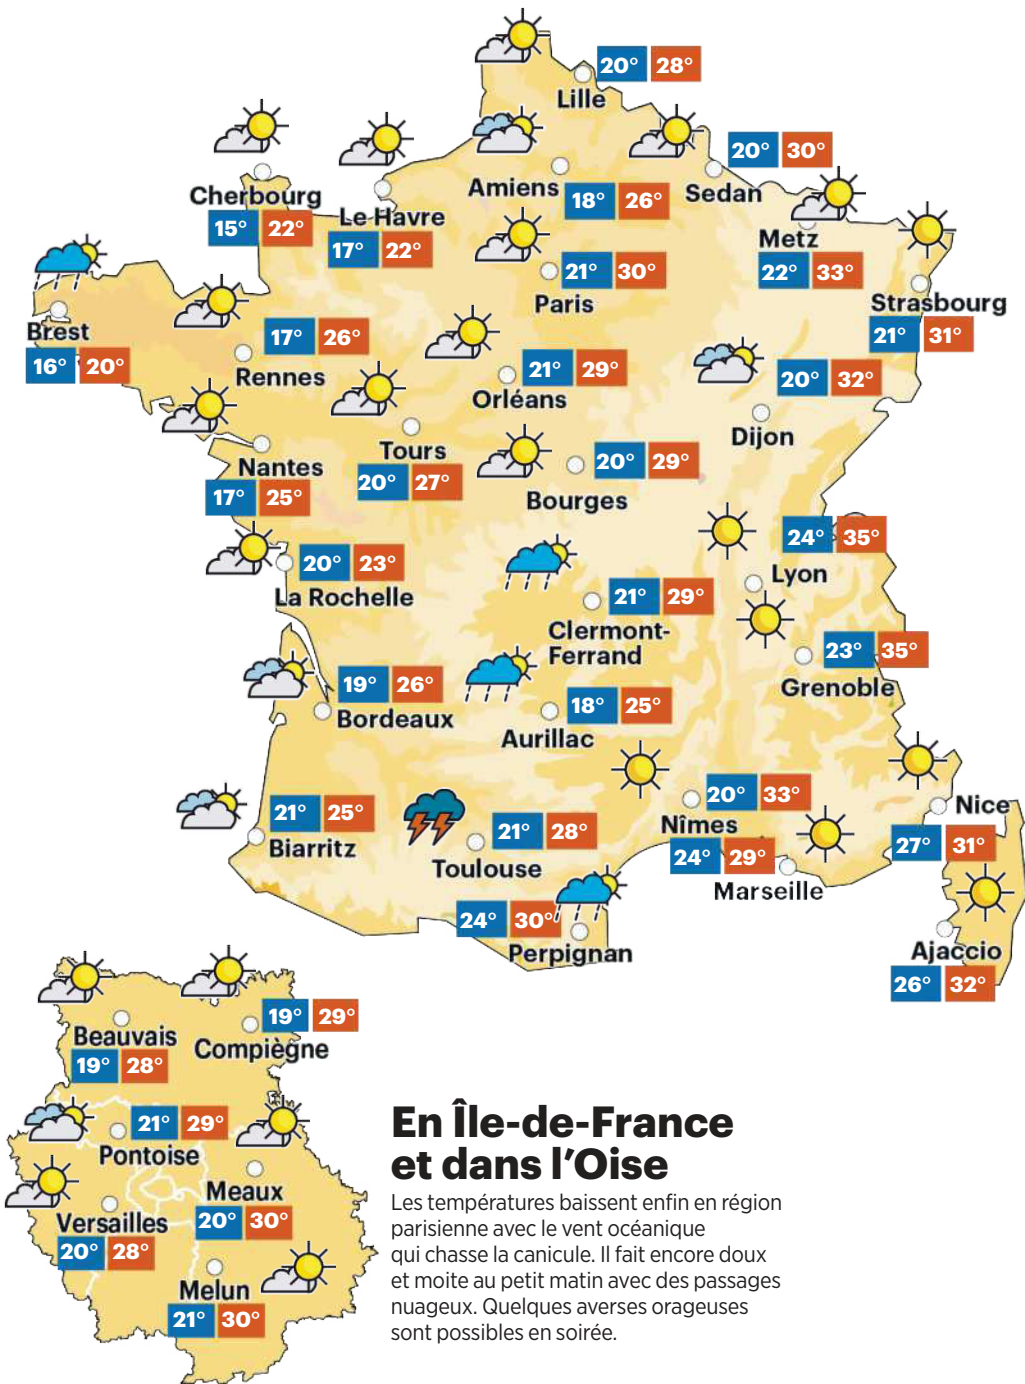 20° 28°
Lille
Cherbourg
15° 22°
Le Havre
17° 22°
Amiens
18° 26°
20° 30°
Sedan
Metz
22° 33°
Strasbourg
21° 31°
21° 30°
Paris
Brest
16° 20°
17° 26°
Rennes
21° 29°
Orléans
20° 32°
Dijon
Nantes
17° 25°
Tours
20° 27°
20° 29°
Bourges
24° 35°
Lyon
20° 23°
La Rochelle
21° 29°
Clermont-
Ferrand
23° 35°
Grenoble
19° 26°
Bordeaux
18° 25°
Aurillac
21° 25°
Biarritz
21° 28°
Toulouse
20° 33°
Nîmes
24° 29°
Marseille
Nice
27° 31°
24° 30°
Perpignan
Ajaccio
26° 32°
Beauvais
19° 28°
19° 29°
Compiègne
21° 29°
Pontoise
Meaux
20° 30°
Versailles
20° 28°
Melun
21° 30°
En Île-de-France
et dans l'Oise
Les températures baissent enfin en région
parisienne avec le vent océanique
qui chasse la canicule. Il fait encore doux
et moite au petit matin avec des passages
nuageux. Quelques averses orageuses
sont possibles en soirée.